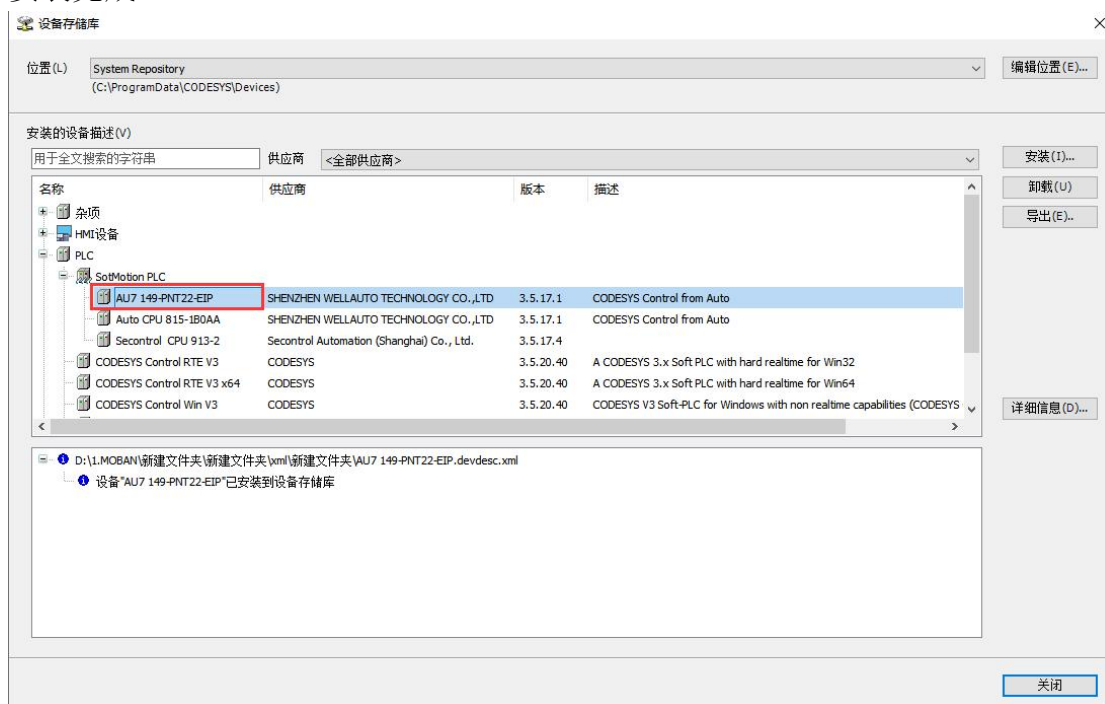 设备存储库
位置(L) System Repository 编辑位置(E)...
(C:\ProgramData\CODESYS\Devices)
安装的设备描述(V)
用于全文搜索的字符串 供应商 <全部供应商> 安装(I)...
名称 供应商 版本 描述 卸载(U)
杂项
导出(E)..
HMI设备
PLC
SotMotion PLC
AU7 149-PNT22-EIP SHENZHEN WELLAUTO TECHNOLOGY CO.,LTD 3.5.17.1 CODESYS Control from Auto
Auto CPU 815-1B0AA SHENZHEN WELLAUTO TECHNOLOGY CO.,LTD 3.5.17.1 CODESYS Control from Auto
Secontrol CPU 913-2 Secontrol Automation (Shanghai) Co., Ltd. 3.5.17.4
CODESYS Control RTE V3 CODESYS 3.5.20.40 A CODESYS 3.x Soft PLC with hard realtime for Win32
CODESYS Control RTE V3 x64 CODESYS 3.5.20.40 A CODESYS 3.x Soft PLC with hard realtime for Win64
CODESYS Control Win V3 CODESYS 3.5.20.40 CODESYS V3 Soft-PLC for Windows with non realtime capabilities (CODESYS
详细信息(D)...
D:\1.MOBAN\新建文件夹\新建文件夹\xml\新建文件夹\AU7 149-PNT22-EIP.devdesc.xml
设备"AU7 149-PNT22-EIP"已安装到设备存储库
关闭